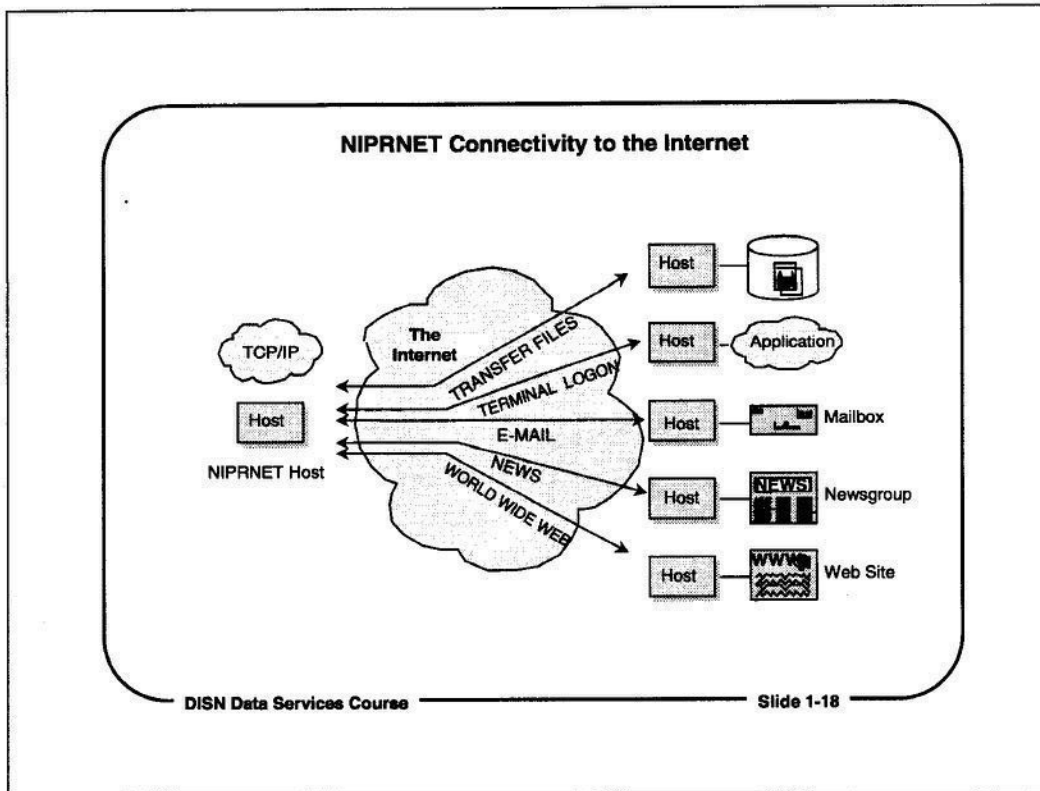 NIPRNET Connectivity to the Internet
The
Internet
TCP/IP
Host
NIPRNET Host
TRANSFER FILES
TERMINAL LOGON
E-MAIL
NEWS
WORLD WIDE WEB
Host
Host
Application
Host
Mailbox
Host
NEWS
Newsgroup
Host
WWW
Web Site
DISN Data Services Course
Slide 1-18